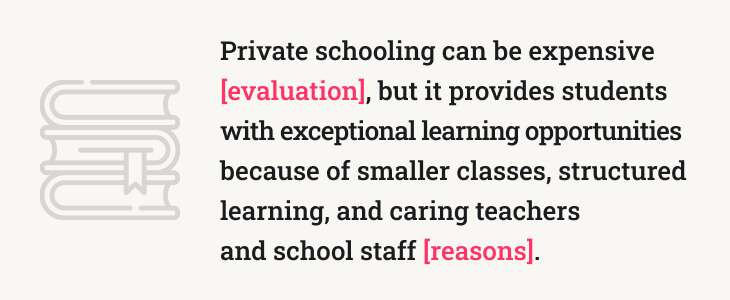 Private schooling can be expensive
[evaluation], but it provides students
with exceptional learning opportunities
because of smaller classes, structured
learning, and caring teachers
and school staff [reasons].